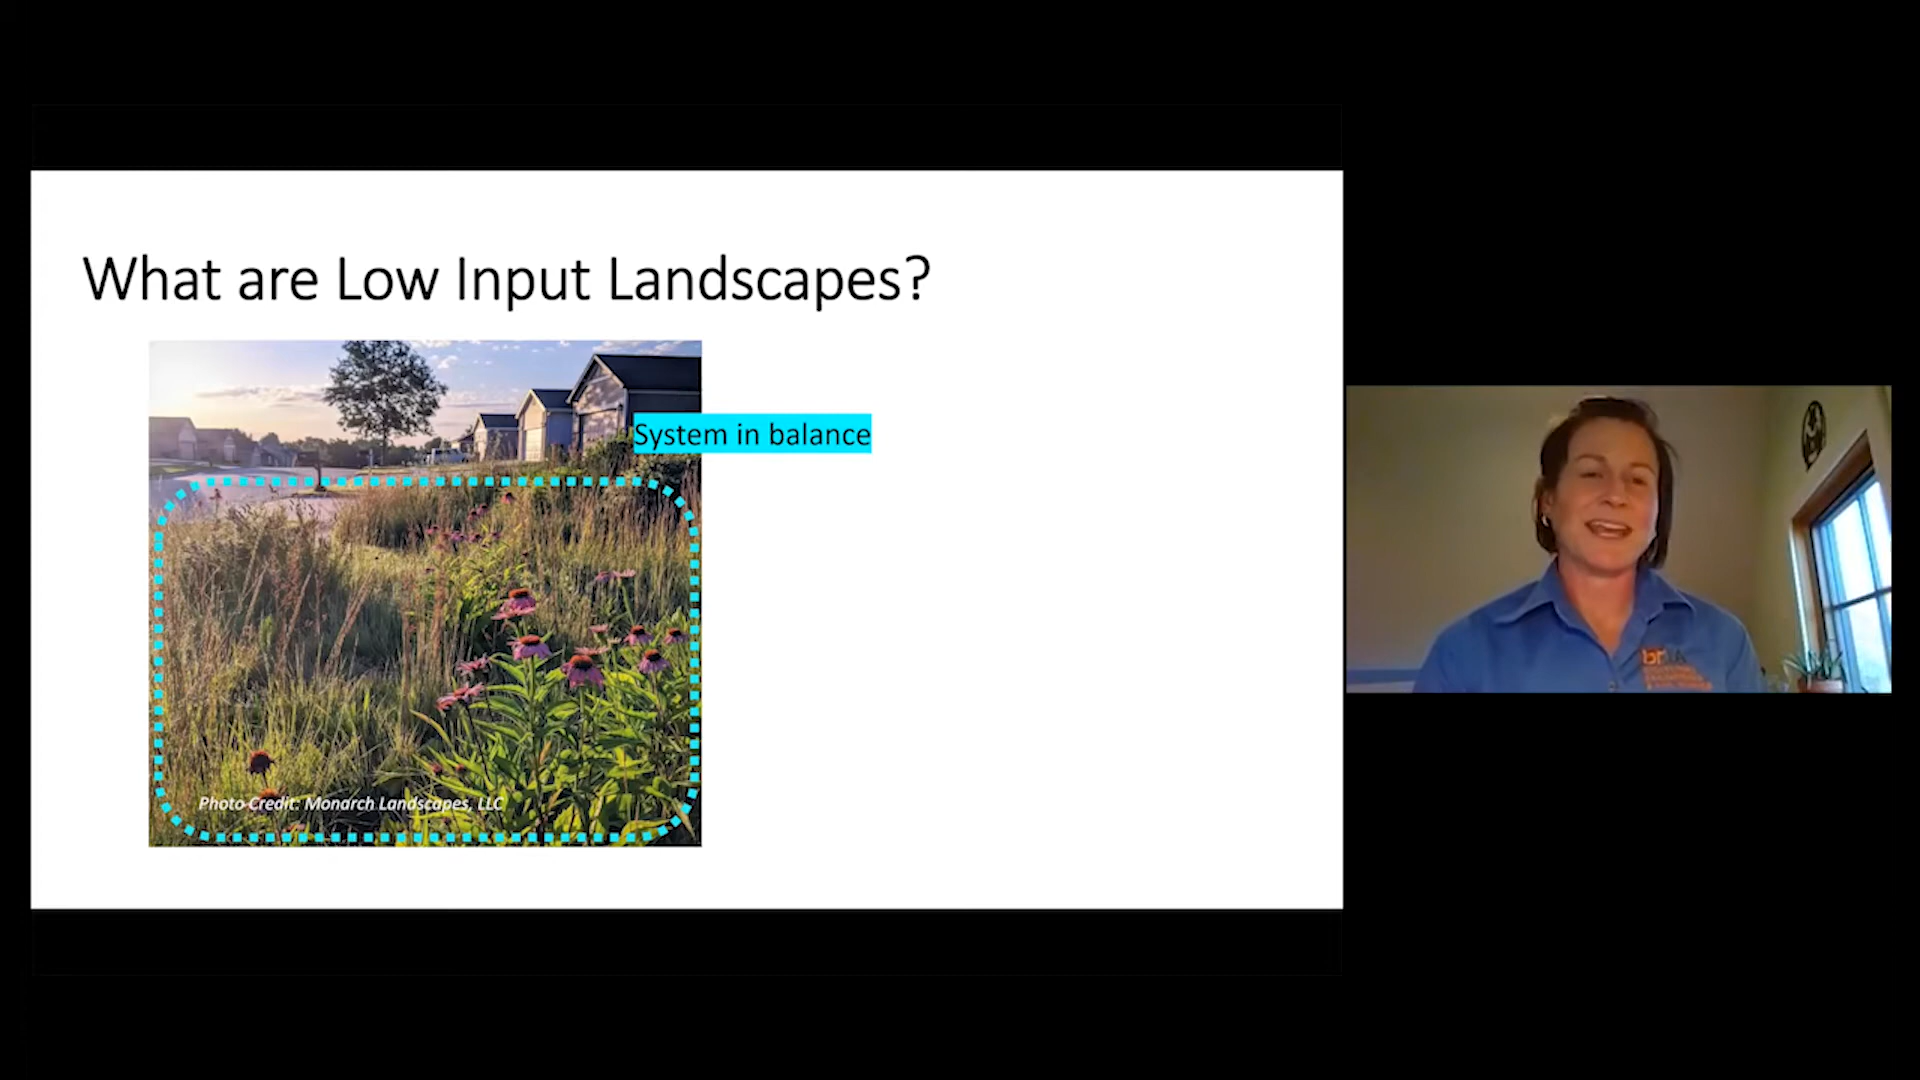 What are Low Input Landscapes?
System in balance
Photo Credit: Monarch Landscapes, LLC